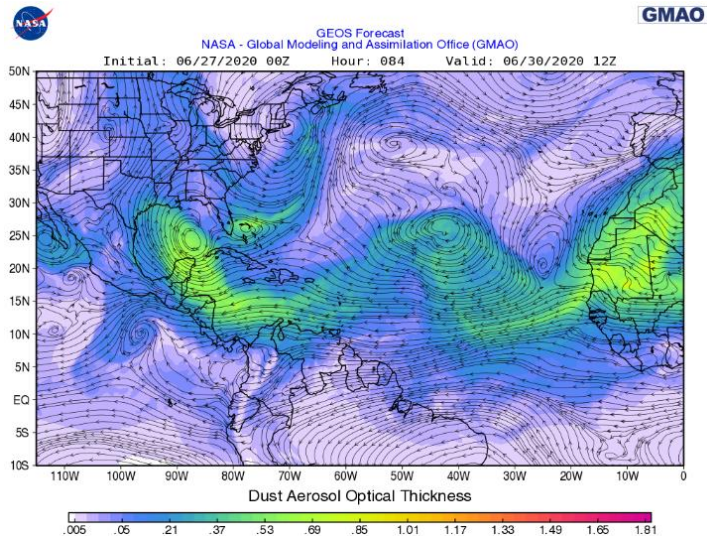 NASA
GMAO
GEOS Forecast
NASA - Global Modeling and Assimilation Office (GMAO)
Initial: 06/27/2020 00Z Hour: 084 Valid: 06/30/2020 12Z
50N
45N
40N
35N
30N
25N
20N
15N
10N
5N
EQ
5S
10S
110W 100W 90W 80W 70W 60W 50W 40W 30W 20W 10W 0
Dust Aerosol Optical Thickness
.005 .05 .21 .37 .53 .69 .85 1.01 1.17 1.33 1.49 1.65 1.81